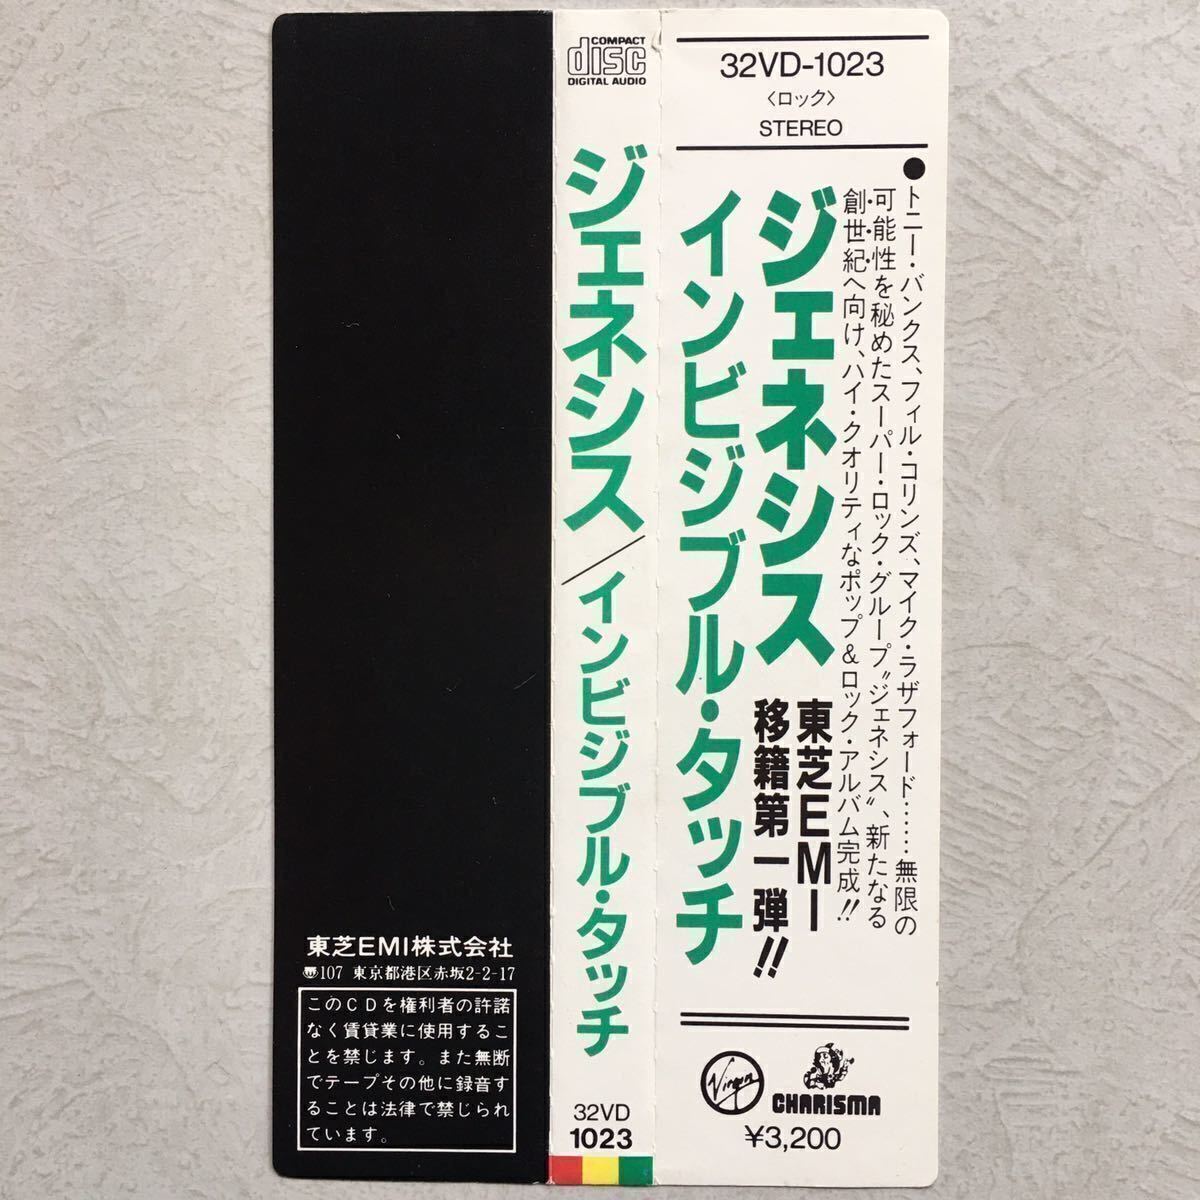 32VD-1023
〈ロック〉
STEREO
●トニー・バンクス、フィル・コリンズ、マイク・ラザフォード……無限の
可能性を秘めたスーパー・ロック・グループ〝ジェネシス〟、新たなる
創世紀へ向け、ハイ・クオリティなポップ&ロック・アルバム完成!!
ジェネシス
東芝EMI
移籍第一弾!!
インビジブル・タッチ
Virgin
CHARISMA
¥3,200
COMPACT
disc
DIGITAL AUDIO
ジェネシス/インビジブル・タッチ
32VD
1023
東芝EMI株式会社
〠107 東京都港区赤坂2-2-17
このCDを権利者の許諾
なく賃貸業に使用するこ
とを禁じます。また無断
でテープその他に録音す
ることは法律で禁じられ
ています。